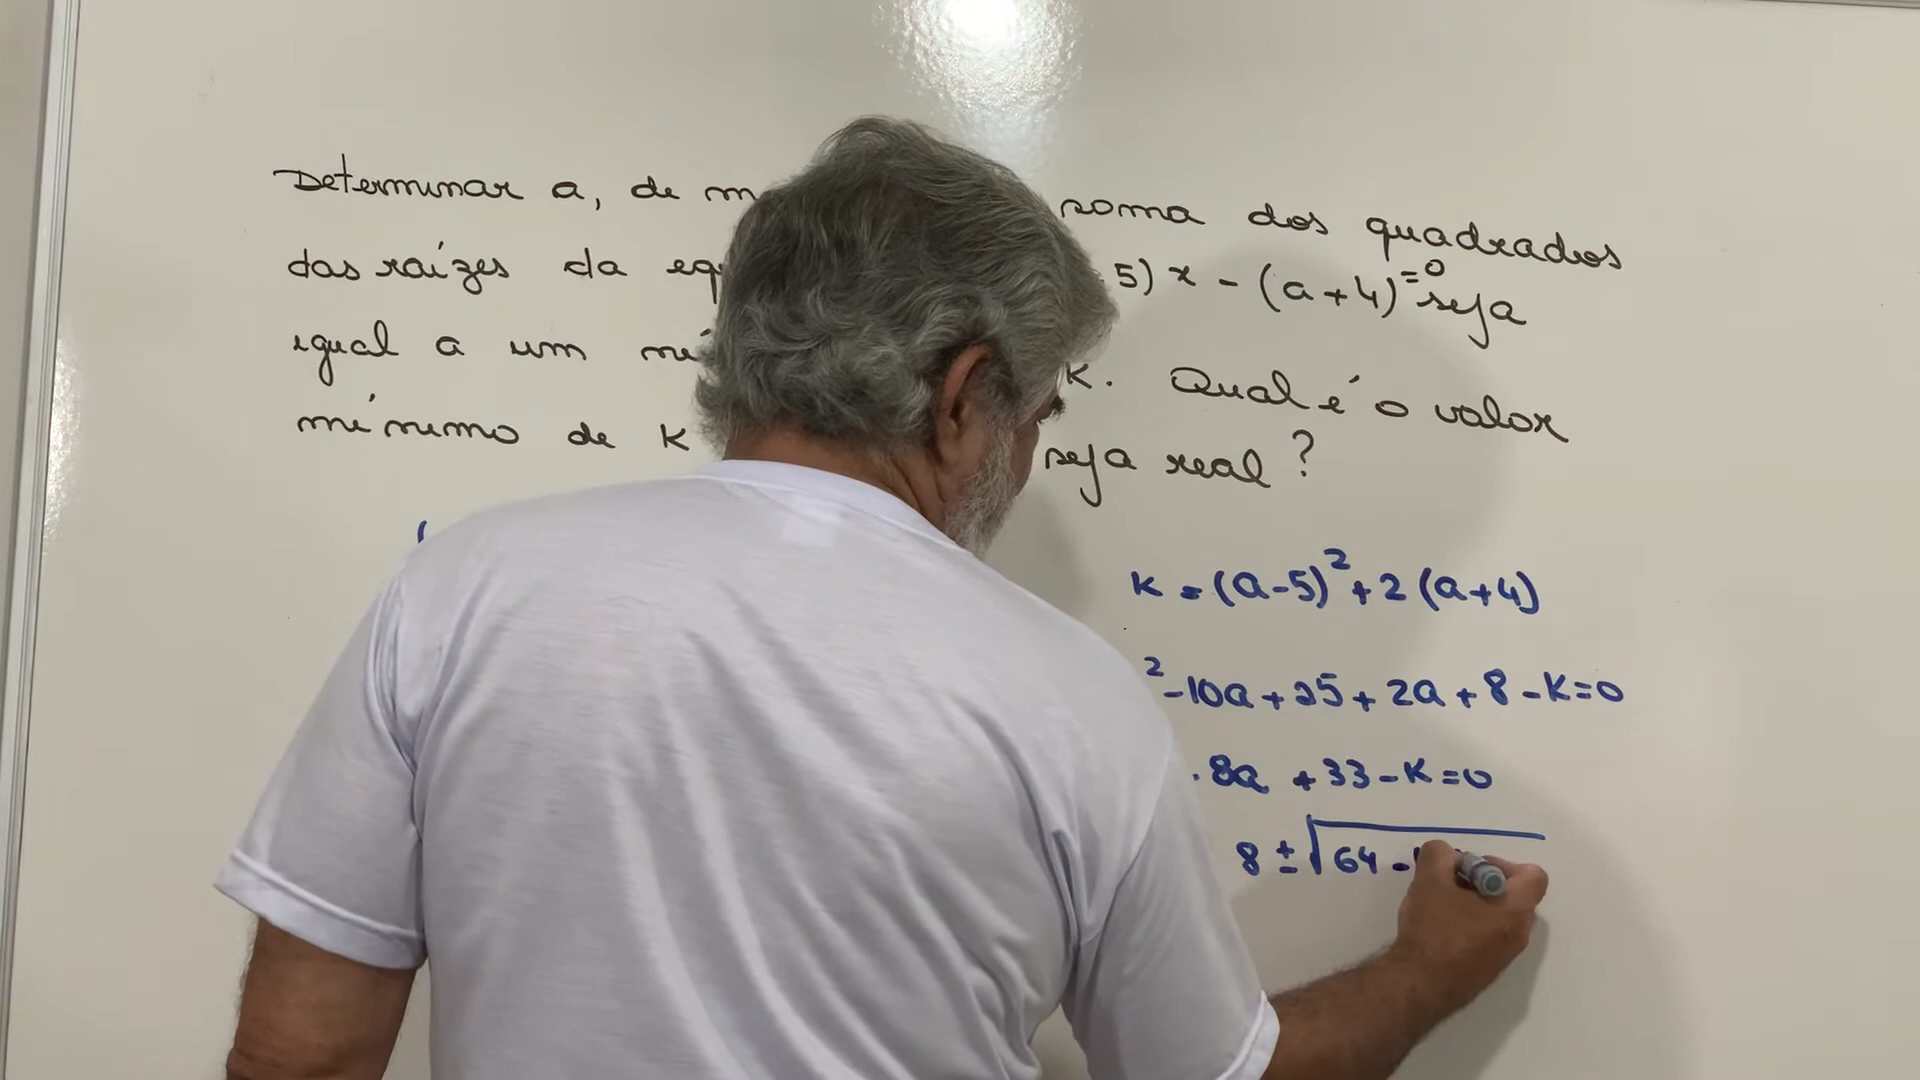 Determinar a, de m soma dos quadrados
das raízes da eq 5) x - (a+4) =0 seja
igual a um nú K. Qual é o valor
mínimo de K seja real ?
(
K = (a-5)² + 2 (a+4)
² -10a + 25 + 2a + 8 - K=0
8a + 33 - K = 0
8 ± √64 -